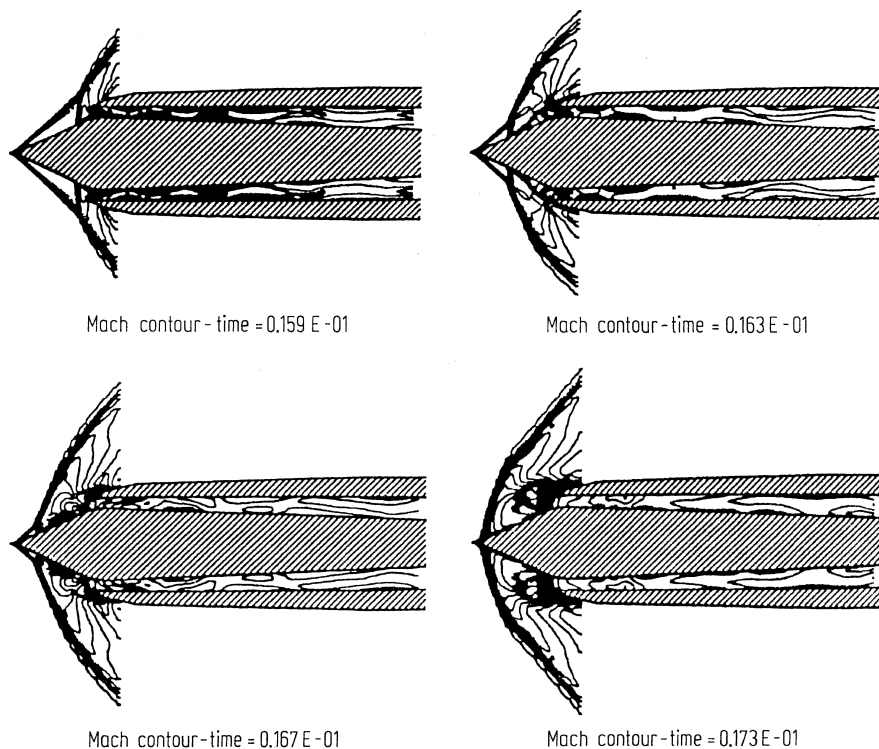 Mach contour-time = 0.159 E -01
Mach contour-time = 0.163 E -01
Mach contour-time = 0.167 E -01
Mach contour-time = 0.173 E -01